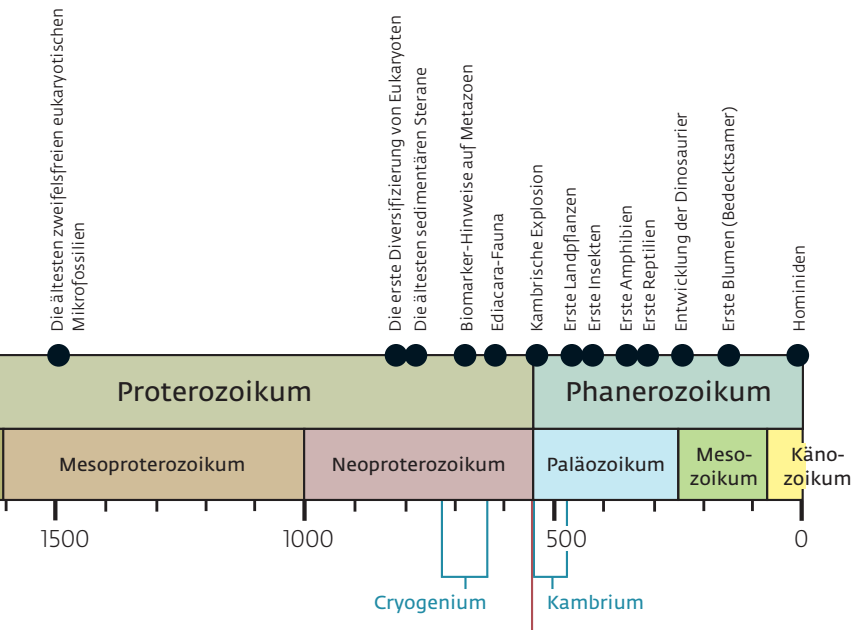 Die ältesten zweifelsfreien eukaryotischen
Mikrofossilien
Die erste Diversifizierung von Eukaryoten
Die ältesten sedimentären Sterane
Biomarker-Hinweise auf Metazoen
Ediacara-Fauna
Kambrische Explosion
Erste Landpflanzen
Erste Insekten
Erste Amphibien
Erste Reptilien
Entwicklung der Dinosaurier
Erste Blumen (Bedecktsamer)
Hominiden
Proterozoikum
Phanerozoikum
Mesoproterozoikum
Neoproterozoikum
Paläozoikum
Meso-
zoikum
Käno-
zoikum
1500
1000
500
0
Cryogenium
Kambrium